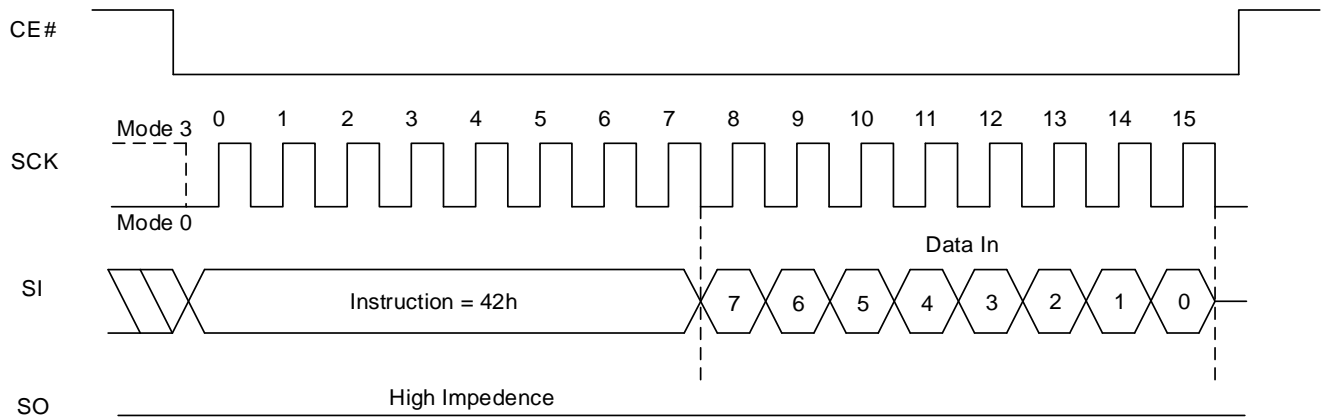 CE#
Mode 3
0 1 2 3 4 5 6 7 8 9 10 11 12 13 14 15
SCK
Mode 0
Data In
SI
Instruction = 42h
7 6 5 4 3 2 1 0
High Impedence
SO